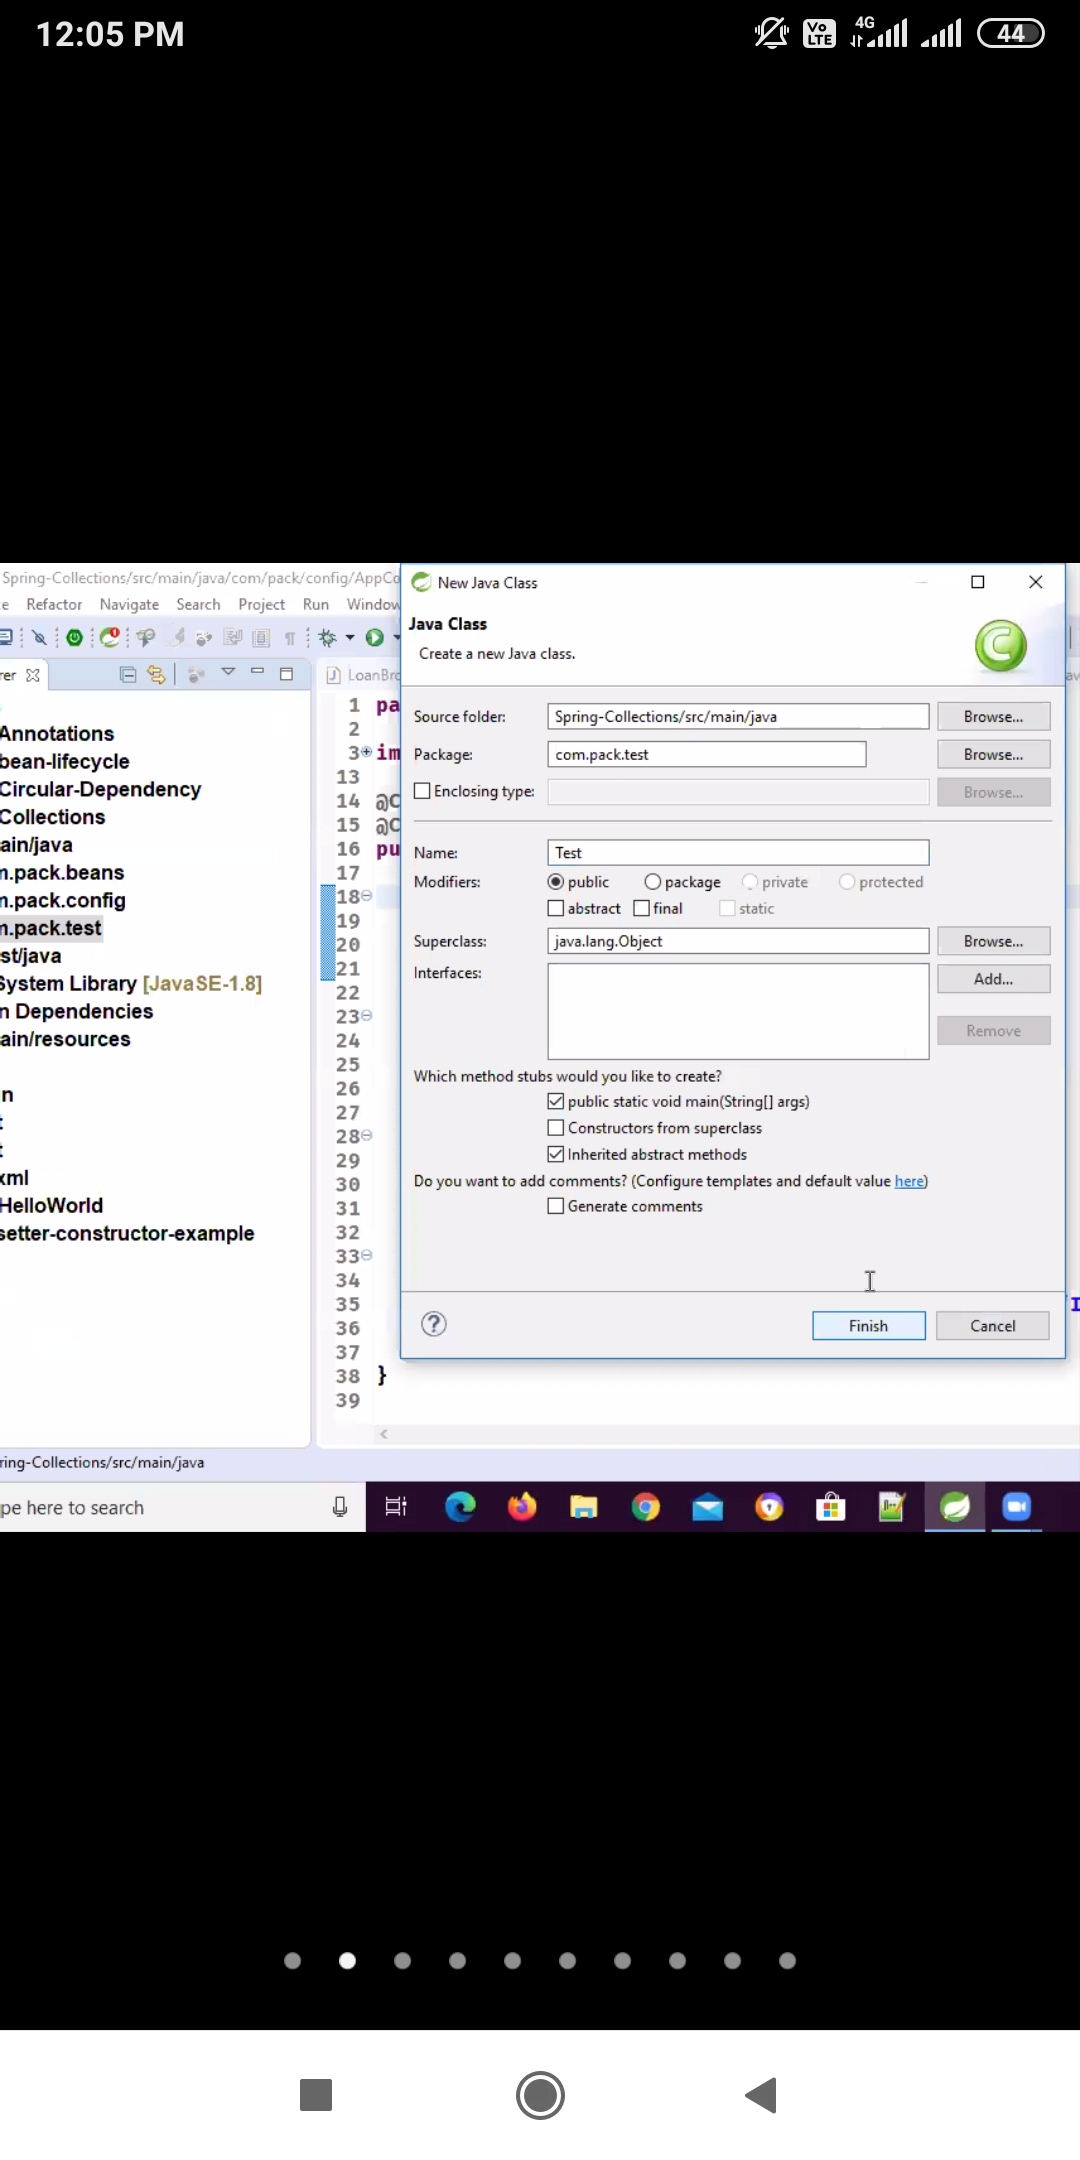 12:05 PM
Vo LTE
4G
44
Spring-Collections/src/main/java/com/pack/config/AppCo
New Java Class
e Refactor Navigate Search Project Run Window
Java Class
Create a new Java class.
rer
LoanBro
Annotations
bean-lifecycle
Circular-Dependency
Collections
ain/java
n.pack.beans
n.pack.config
n.pack.test
st/java
System Library [JavaSE-1.8]
n Dependencies
ain/resources
n
t
t
xml
HelloWorld
setter-constructor-example
1 pa
2
3 im
13
14 @C
15 @C
16 pu
17
18
19
20
21
22
23
24
25
26
27
28
29
30
31
32
33
34
35
36
37
38 }
39
Source folder: Spring-Collections/src/main/java Browse...
Package: com.pack.test Browse...
Enclosing type: Browse...
Name: Test
Modifiers: public package private protected
abstract final static
Superclass: java.lang.Object Browse...
Interfaces: Add...
Remove
Which method stubs would you like to create?
public static void main(String[] args)
Constructors from superclass
Inherited abstract methods
Do you want to add comments? (Configure templates and default value here)
Generate comments
? Finish Cancel
ring-Collections/src/main/java
pe here to search